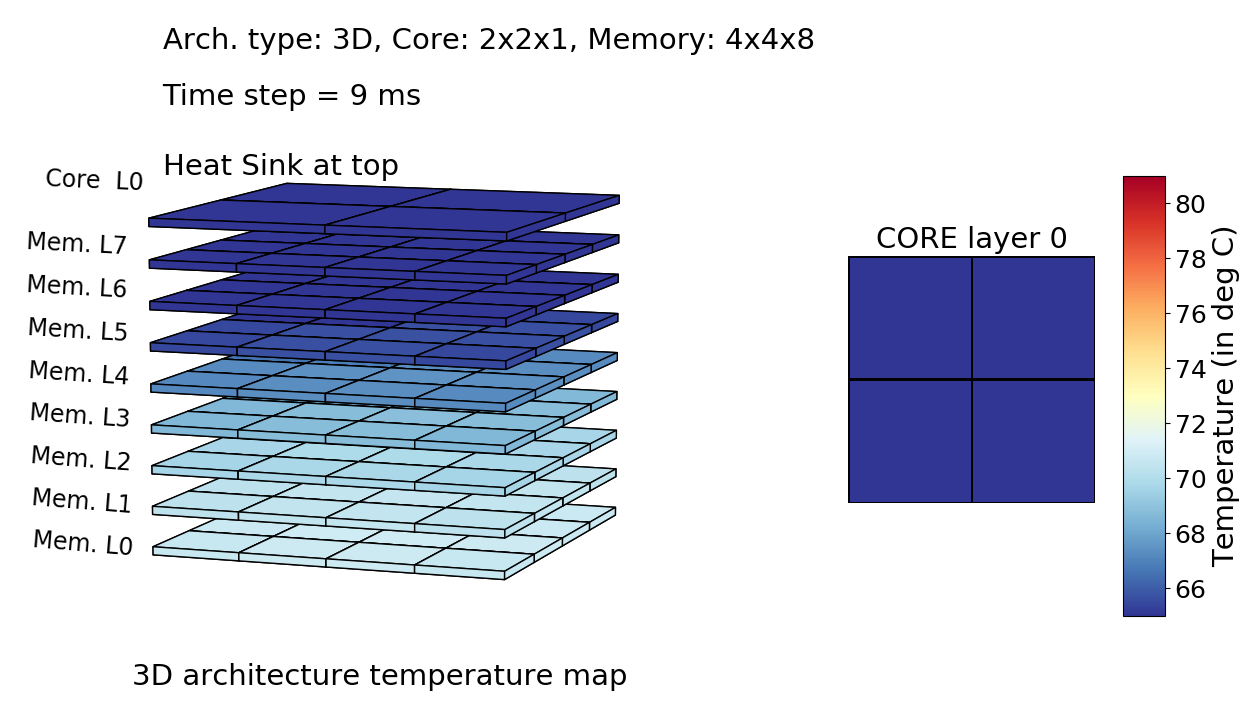 Arch. type: 3D, Core: 2x2x1, Memory: 4x4x8
Time step = 9 ms
Heat Sink at top
Core  L0
Mem. L7
Mem. L6
Mem. L5
Mem. L4
Mem. L3
Mem. L2
Mem. L1
Mem. L0
3D architecture temperature map
CORE layer 0
80
78
76
74
72
70
68
66
Temperature (in deg C)